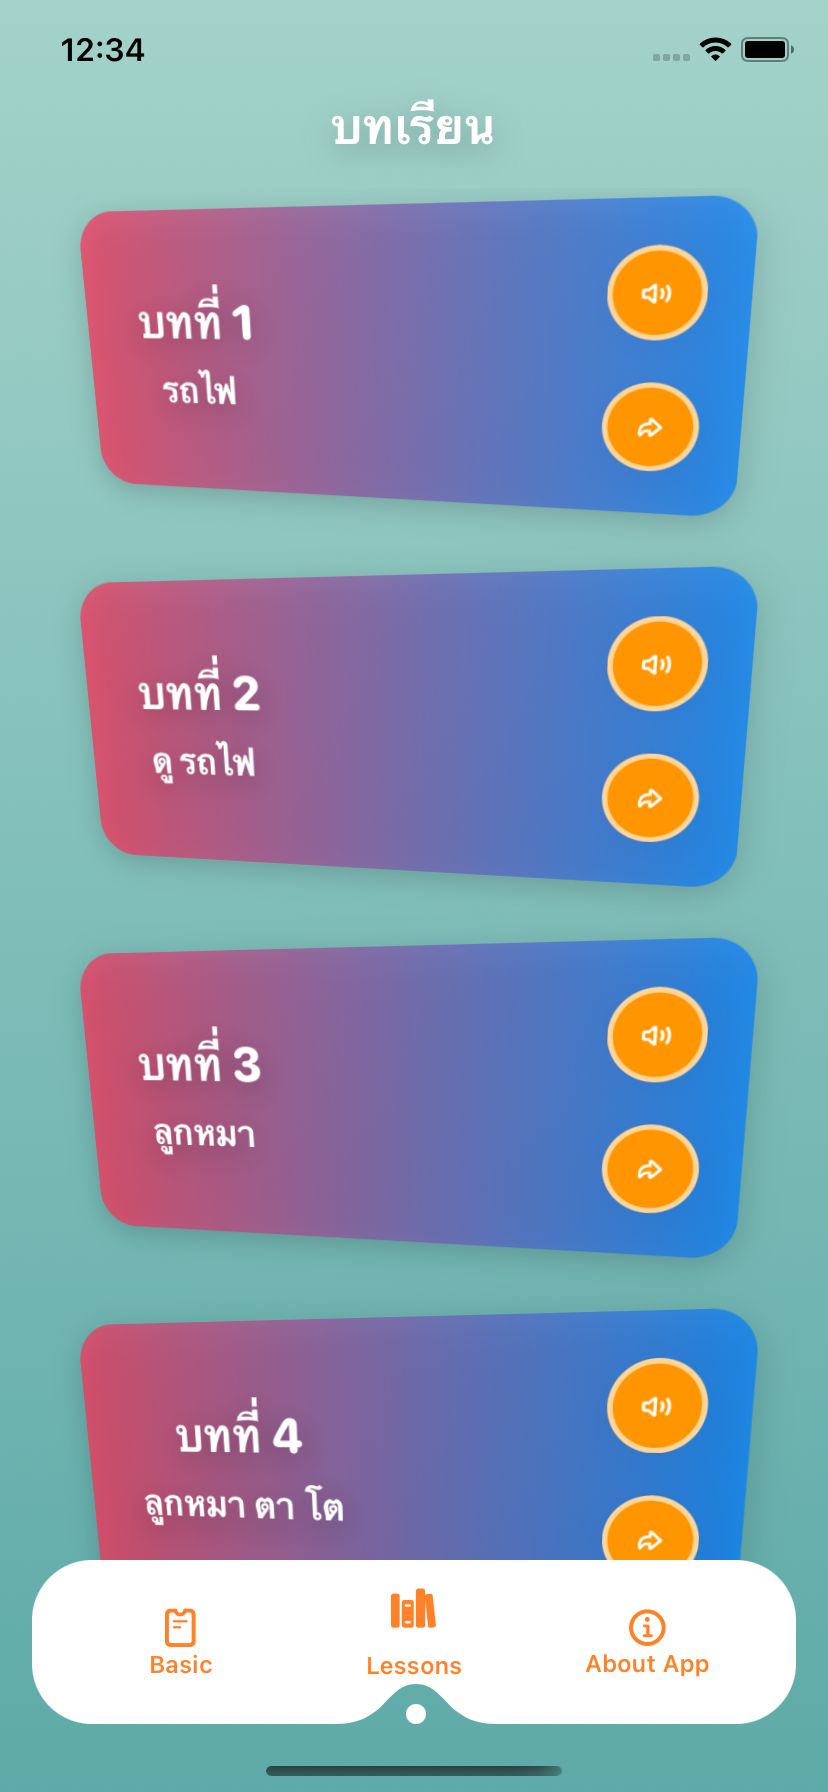 12:34
บทเรียน
บทที่ 1
รถไฟ
บทที่ 2
ดู รถไฟ
บทที่ 3
ลูกหมา
บทที่ 4
ลูกหมา ตา โต
Basic
Lessons
About App